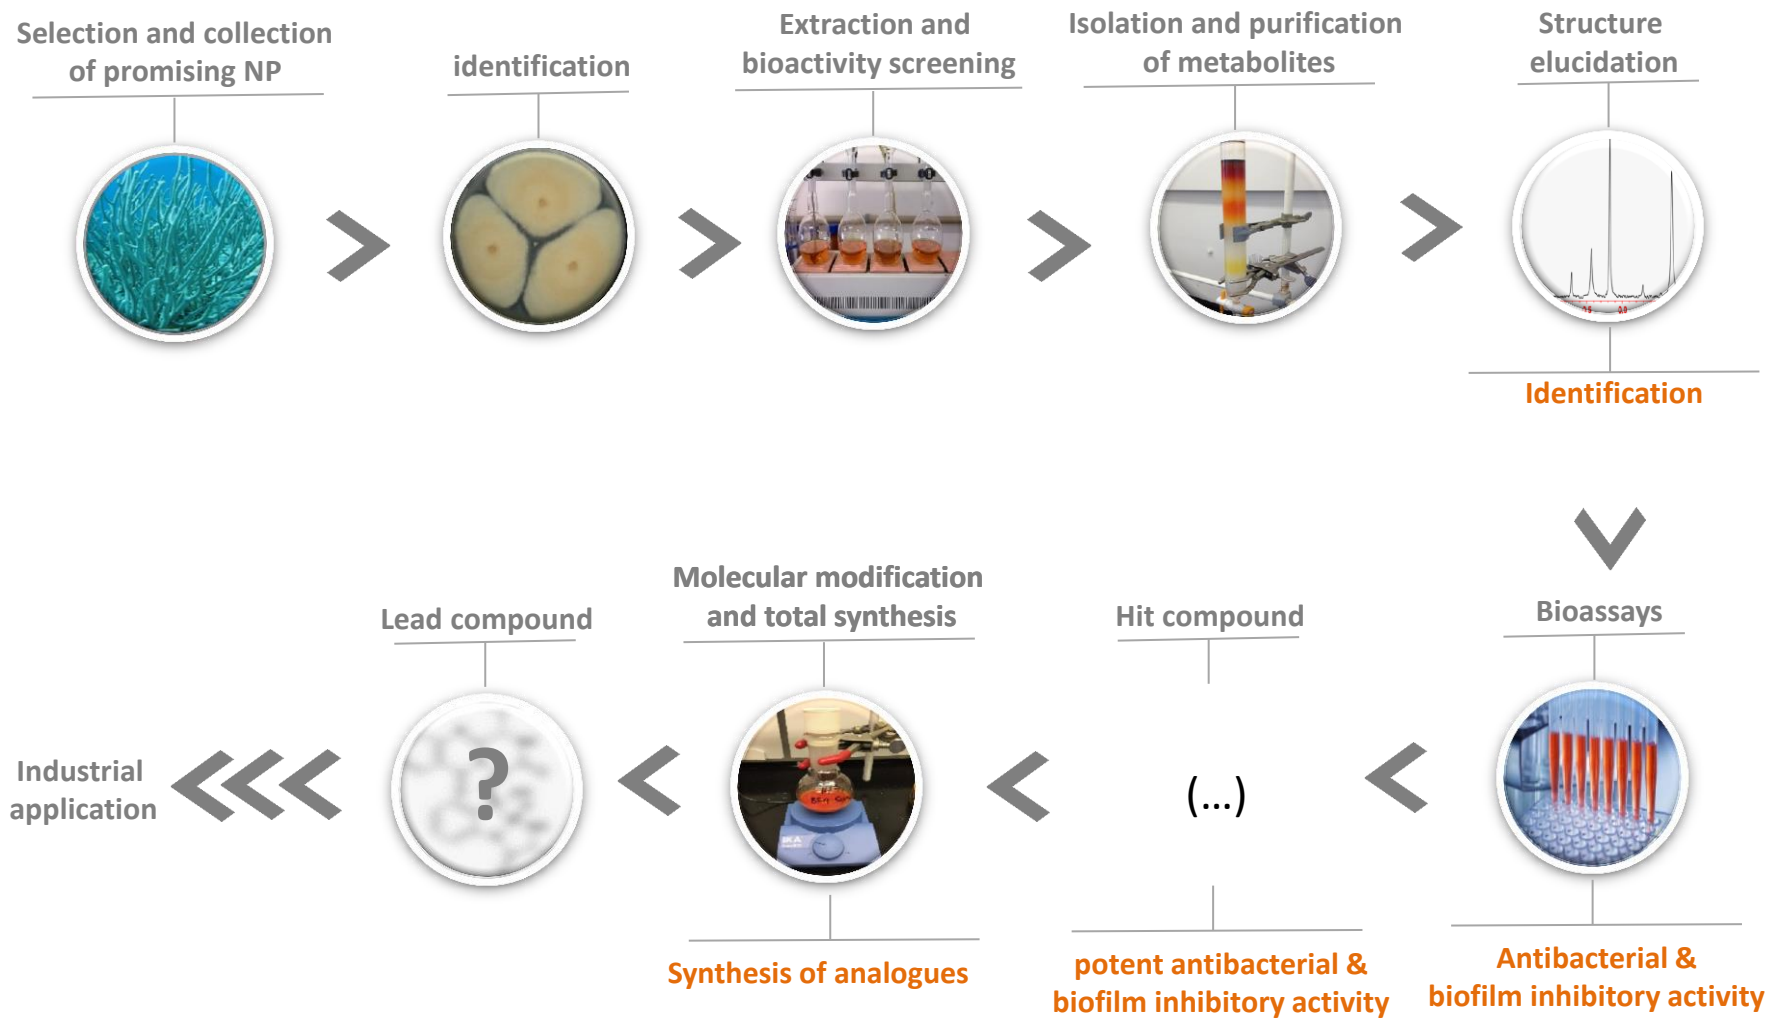 Selection and collection
of promising NP
identification
Extraction and
bioactivity screening
Isolation and purification
of metabolites
Structure
elucidation
Identification
Bioassays
Antibacterial &
biofilm inhibitory activity
Hit compound
(...)
potent antibacterial &
biofilm inhibitory activity
Molecular modification
and total synthesis
IKA
Synthesis of analogues
Lead compound
?
Industrial
application